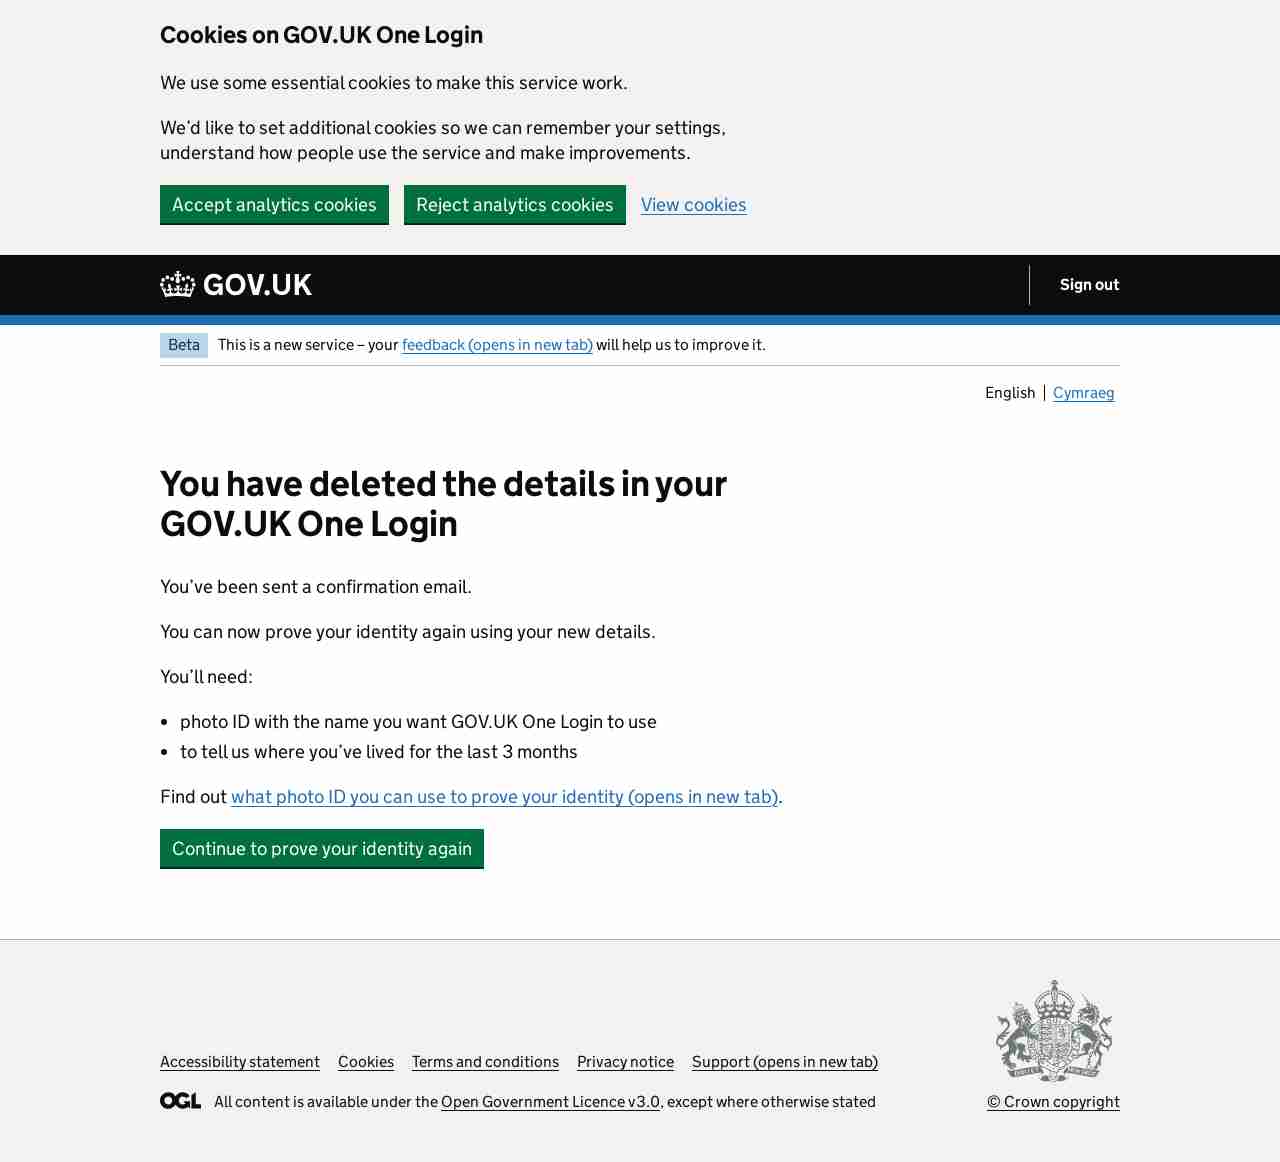 Cookies on GOV.UK One Login
We use some essential cookies to make this service work.
We’d like to set additional cookies so we can remember your settings,
understand how people use the service and make improvements.
Accept analytics cookies Reject analytics cookies View cookies
GOV.UK Sign out
Beta This is a new service – your feedback (opens in new tab) will help us to improve it.
English Cymraeg
You have deleted the details in your
GOV.UK One Login
You’ve been sent a confirmation email.
You can now prove your identity again using your new details.
You’ll need:
• photo ID with the name you want GOV.UK One Login to use
• to tell us where you’ve lived for the last 3 months
Find out what photo ID you can use to prove your identity (opens in new tab).
Continue to prove your identity again
Accessibility statement Cookies Terms and conditions Privacy notice Support (opens in new tab)
OGL All content is available under the Open Government Licence v3.0, except where otherwise stated
© Crown copyright